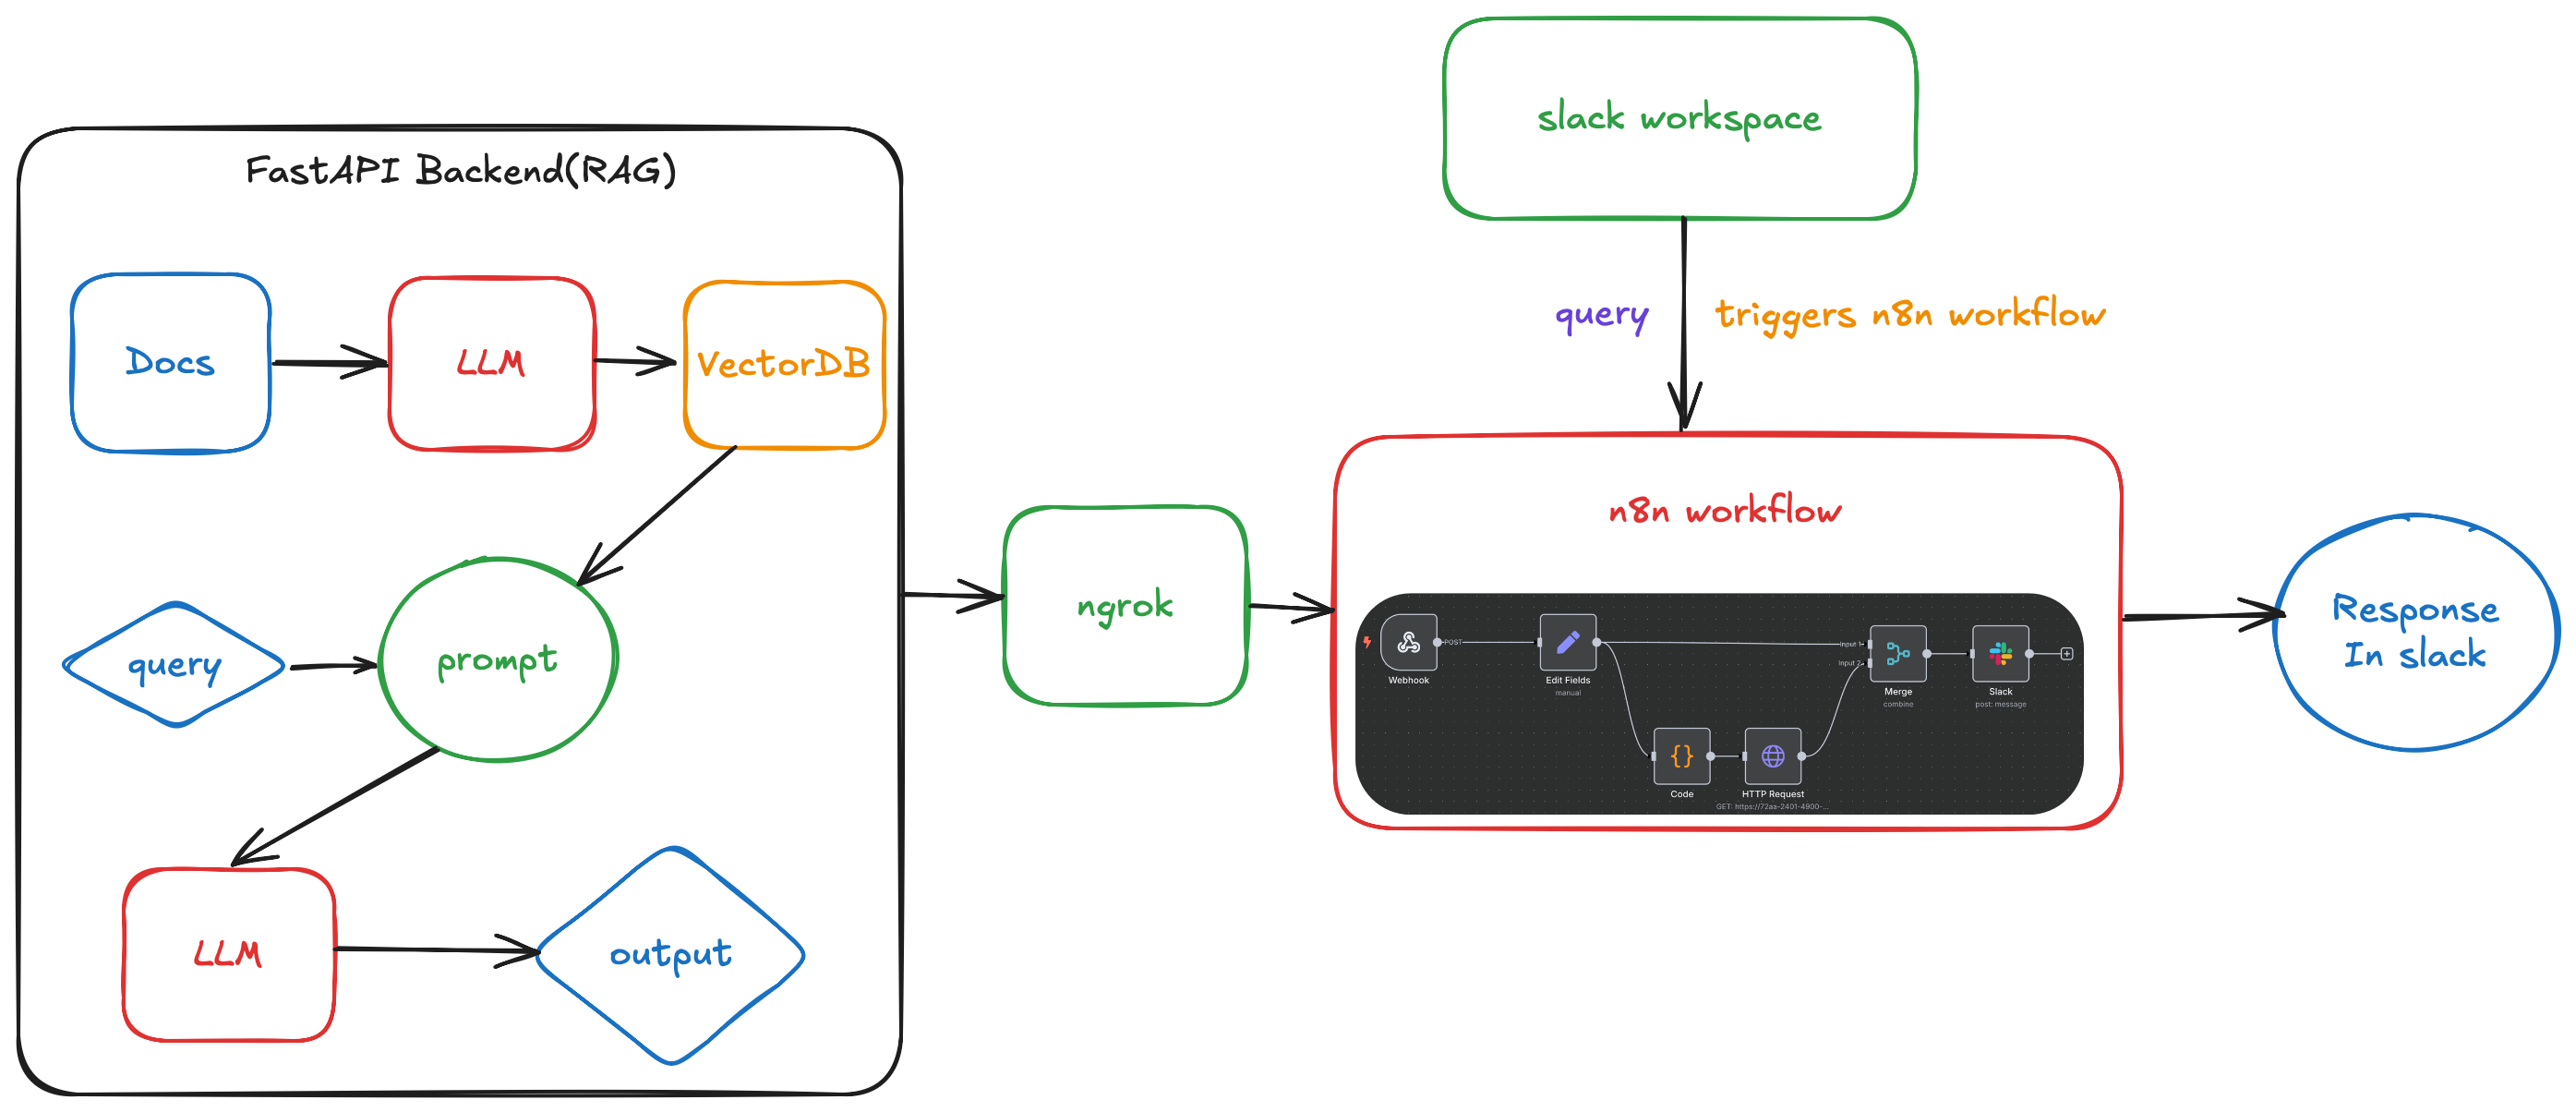 slack workspace
FastAPI Backend(RAG)
Docs
LLM
VectorDB
query
triggers n8n workflow
n8n workflow
query
prompt
ngrok
Response
In slack
POST
Webhook
Edit Fields
manual
Input 1
Input 2
Merge
combine
Slack
post: message
Code
HTTP Request
GET: https://72aa-2401-4900-...
LLM
output